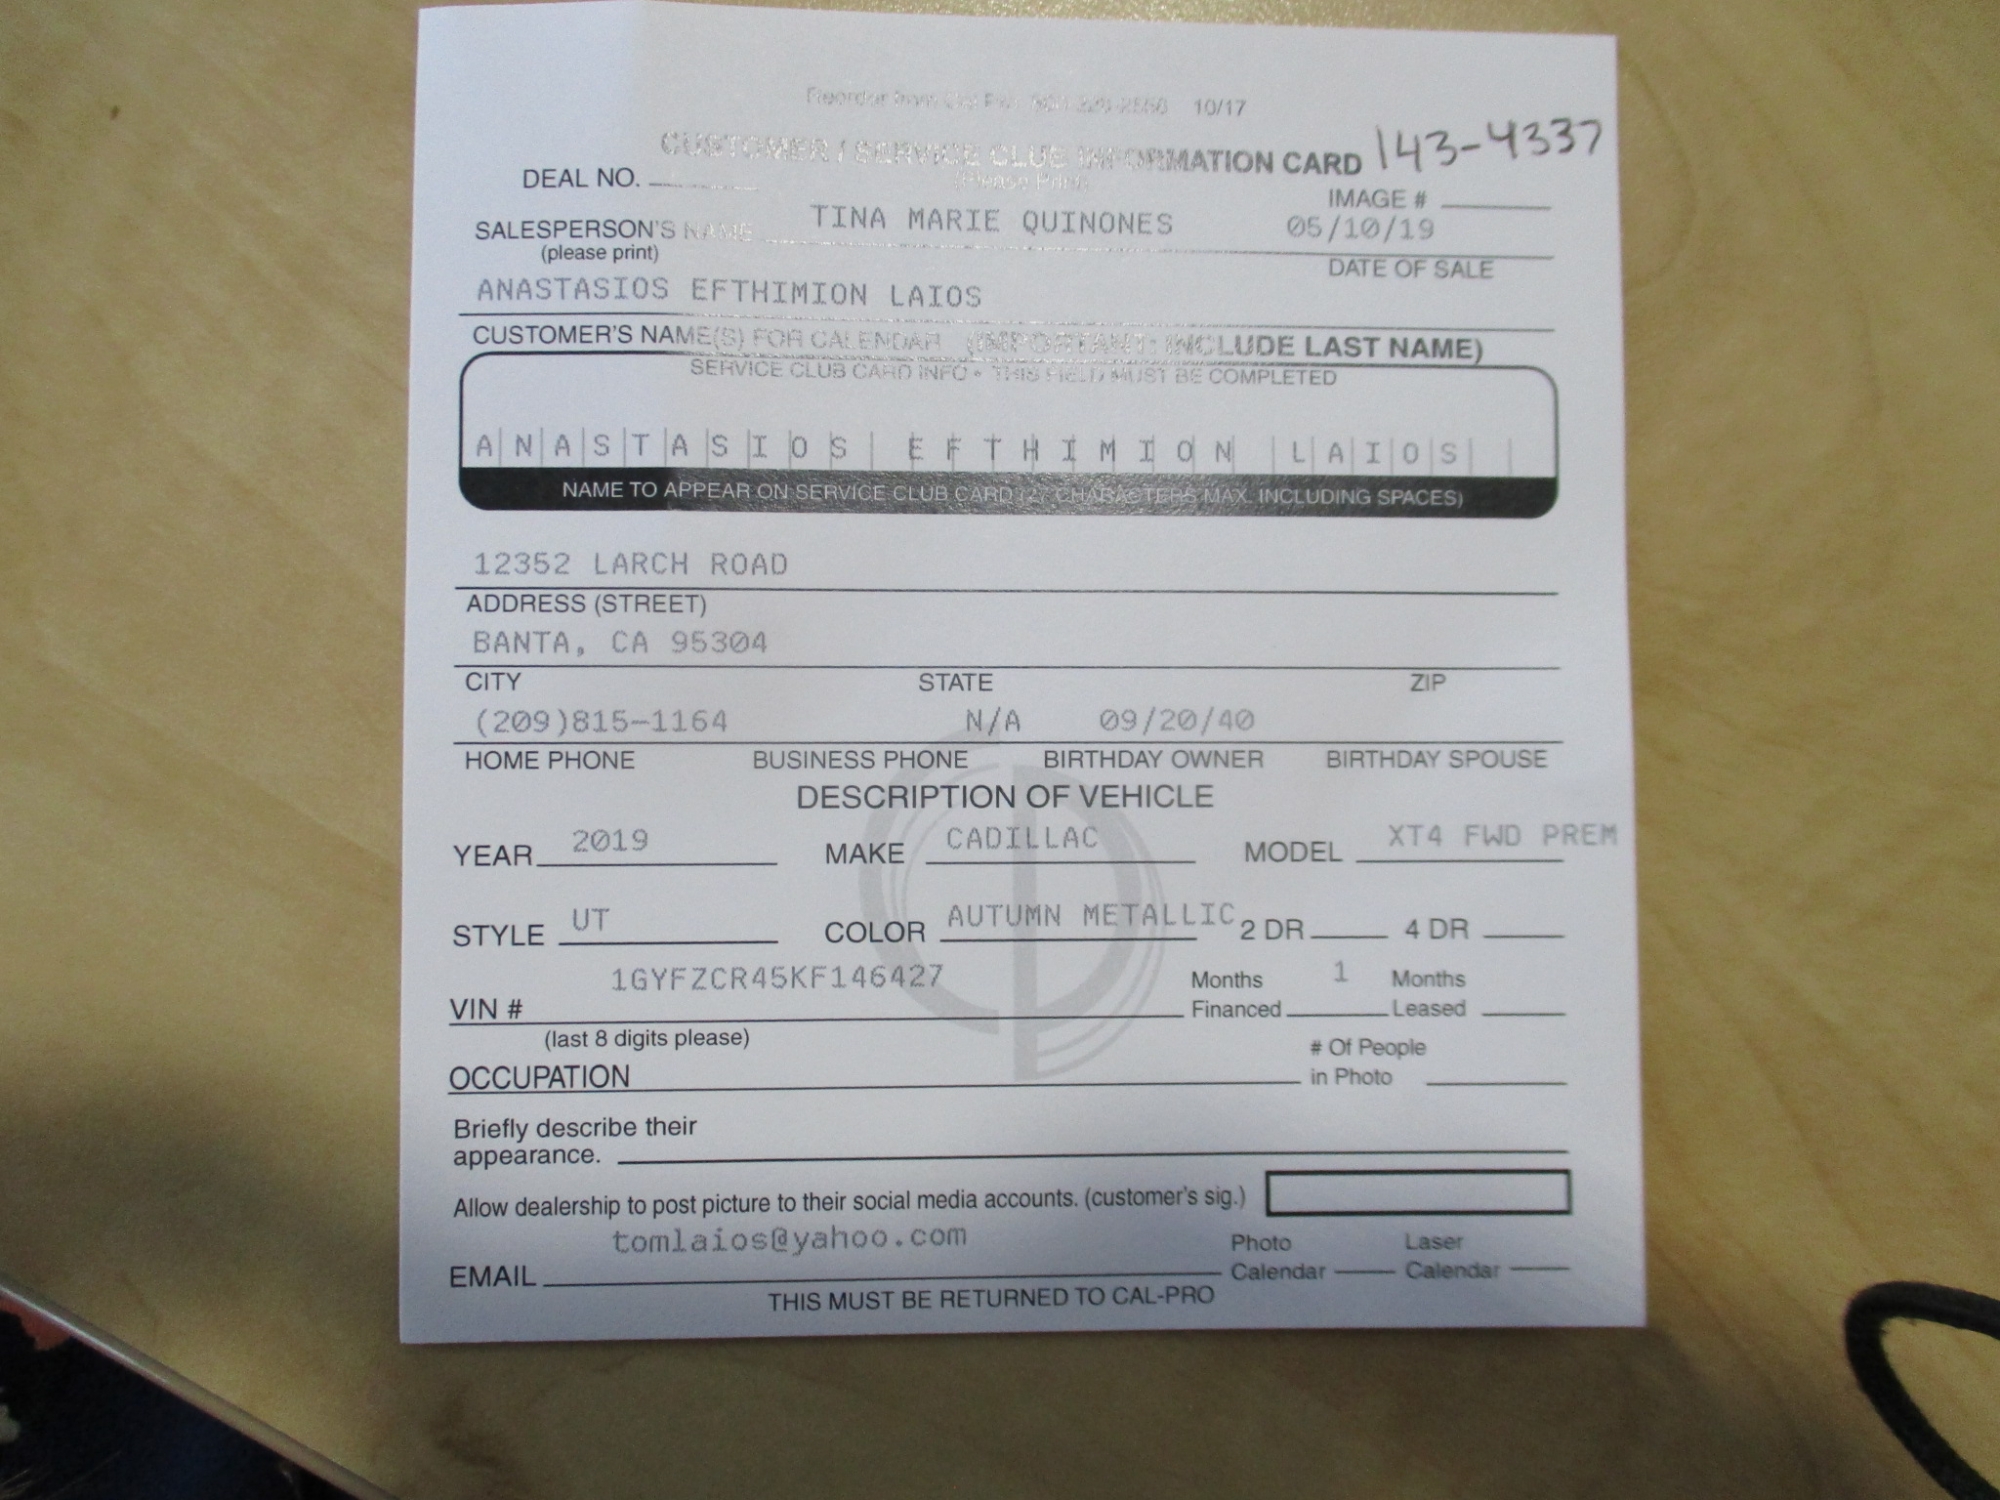 Reorder from Cal Pro 10/17
CUSTOMER / SERVICE CLUB INFORMATION CARD 143-4337
(Please Print)
DEAL NO.
IMAGE #
SALESPERSON'S NAME TINA MARIE QUINONES 05/10/19
(please print)
DATE OF SALE
ANASTASIOS EFTHIMION LAIOS
CUSTOMER'S NAME(S) FOR CALENDAR (IMPORTANT: INCLUDE LAST NAME)
SERVICE CLUB CARD INFO • THIS FIELD MUST BE COMPLETED
ANASTASIOS EFTHIMION LAIOS
NAME TO APPEAR ON SERVICE CLUB CARD (27 CHARACTERS MAX. INCLUDING SPACES)
12352 LARCH ROAD
ADDRESS (STREET)
BANTA, CA 95304
CITY STATE ZIP
(209)815-1164 N/A 09/20/40
HOME PHONE BUSINESS PHONE BIRTHDAY OWNER BIRTHDAY SPOUSE
DESCRIPTION OF VEHICLE
YEAR 2019 MAKE CADILLAC MODEL XT4 FWD PREM
STYLE UT COLOR AUTUMN METALLIC 2 DR 4 DR
VIN # 1GYFZCR45KF146427 Months Financed 1 Months Leased
(last 8 digits please)
OCCUPATION # Of People in Photo
Briefly describe their
appearance.
Allow dealership to post picture to their social media accounts. (customer's sig.)
EMAIL tomlaios@yahoo.com Photo Calendar Laser Calendar
THIS MUST BE RETURNED TO CAL-PRO